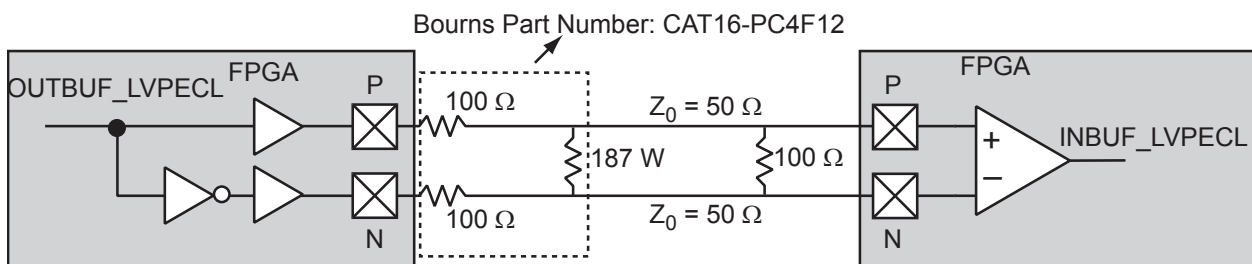 Bourns Part Number: CAT16-PC4F12
OUTBUF_LVPECL
FPGA
P
100 Ω
Z0 = 50 Ω
187 W
100 Ω
FPGA
P
+
−
INBUF_LVPECL
N
100 Ω
Z0 = 50 Ω
N